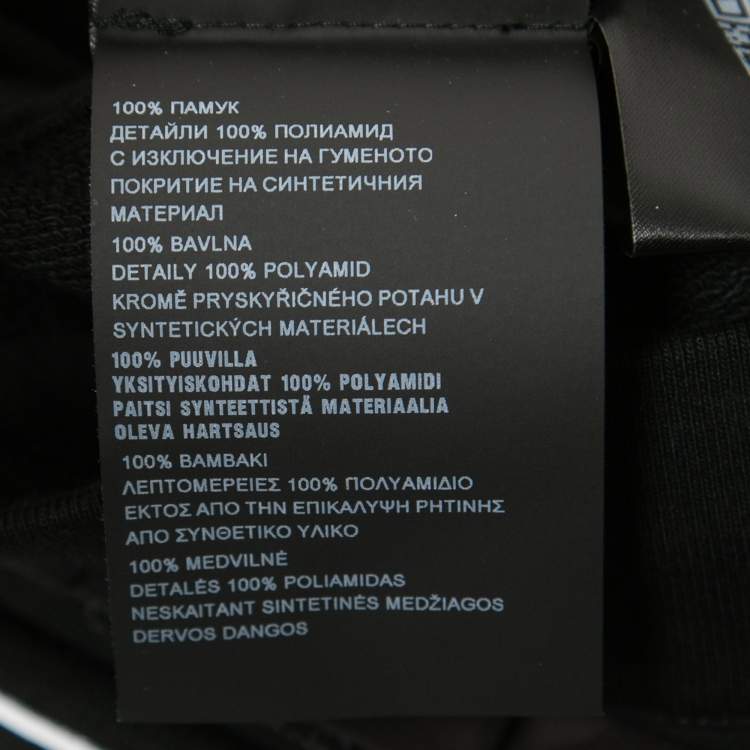 100% ПАМУК
ДЕТАЙЛИ 100% ПОЛИАМИД
С ИЗКЛЮЧЕНИЕ НА ГУМЕНОТО
ПОКРИТИЕ НА СИНТЕТИЧНИЯ
МАТЕРИАЛ
100% BAVLNA
DETAILY 100% POLYAMID
KROMĚ PRYSKYŘIČNÉHO POTAHU V
SYNTETICKÝCH MATERIÁLECH
100% PUUVILLA
YKSITYISKOHDAT 100% POLYAMIDI
PAITSI SYNTEETTISTÄ MATERIAALIA
OLEVA HARTSAUS
100% ΒΑΜΒΑΚΙ
ΛΕΠΤΟΜΕΡΕΙΕΣ 100% ΠΟΛΥΑΜΙΔΙΟ
ΕΚΤΟΣ ΑΠΟ ΤΗΝ ΕΠΙΚΑΛΥΨΗ ΡΗΤΙΝΗΣ
ΑΠΟ ΣΥΝΘΕΤΙΚΟ ΥΛΙΚΟ
100% MEDVILNĖ
DETALĖS 100% POLIAMIDAS
NESKAITANT SINTETINĖS MEDŽIAGOS
DERVOS DANGOS